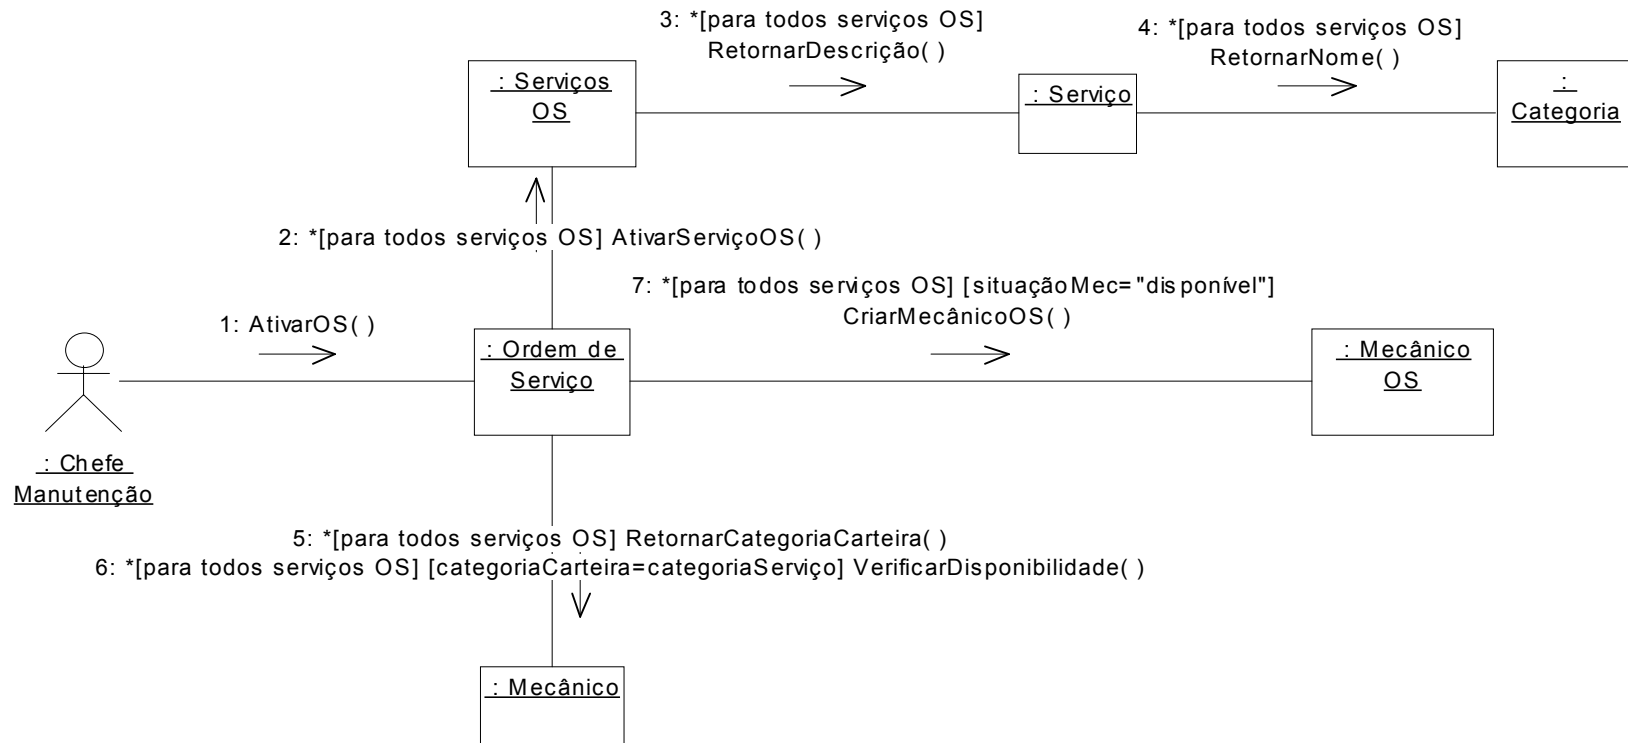 3: *[para todos serviços OS]
RetornarDescrição( )
4: *[para todos serviços OS]
RetornarNome( )
: Serviços
OS
: Serviço
:
Categoria
2: *[para todos serviços OS] AtivarServiçoOS( )
7: *[para todos serviços OS] [situaçãoMec="disponível"]
CriarMecânicoOS( )
1: AtivarOS( )
: Ordem de
Serviço
: Mecânico
OS
: Chefe
Manutenção
5: *[para todos serviços OS] RetornarCategoriaCarteira( )
6: *[para todos serviços OS] [categoriaCarteira=categoriaServiço] VerificarDisponibilidade( )
: Mecânico